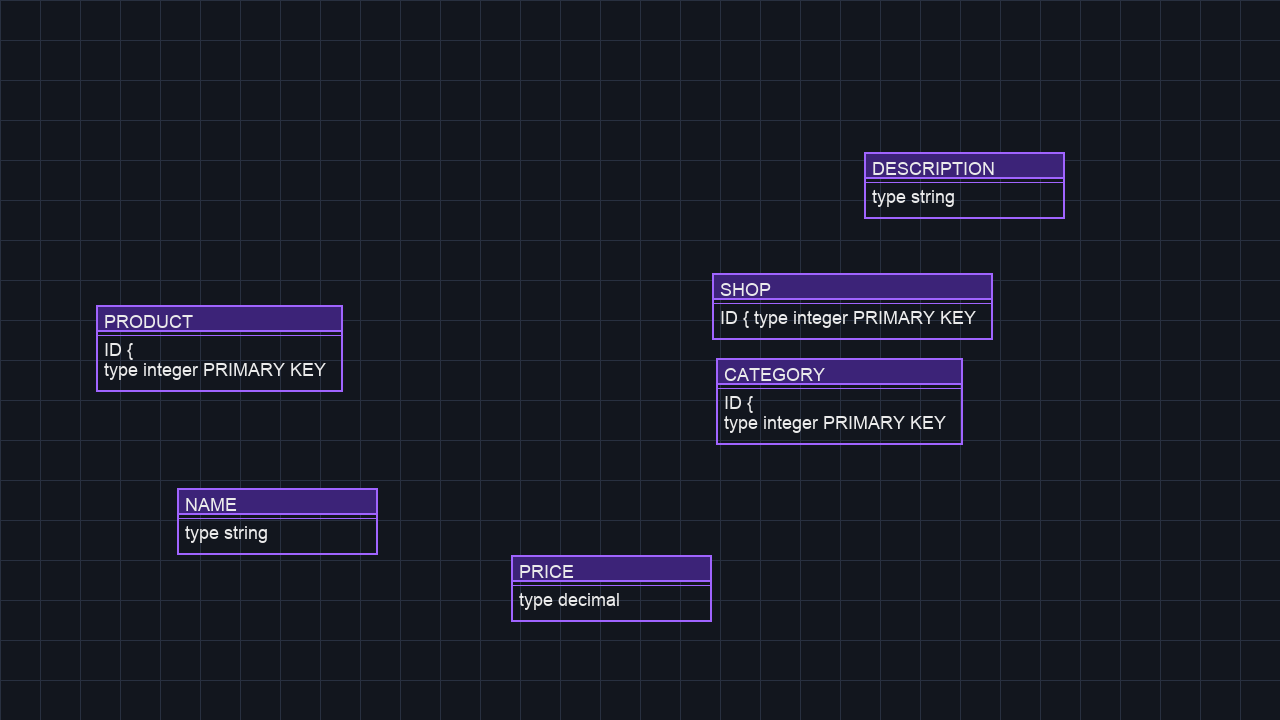 DESCRIPTION
type string
SHOP
ID { type integer PRIMARY KEY
PRODUCT
ID {
type integer PRIMARY KEY
CATEGORY
ID {
type integer PRIMARY KEY
NAME
type string
PRICE
type decimal